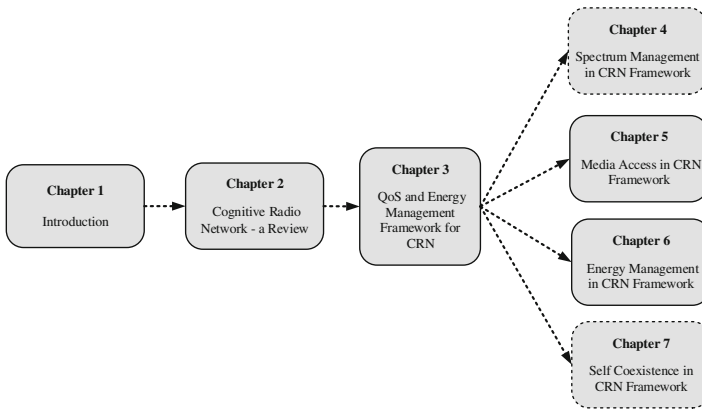 Chapter 1
Introduction
Chapter 2
Cognitive Radio
Network - a Review
Chapter 3
QoS and Energy
Management
Framework for
CRN
Chapter 4
Spectrum Management
in CRN Framework
Chapter 5
Media Access in CRN
Framework
Chapter 6
Energy Management
in CRN Framework
Chapter 7
Self Coexistence in
CRN Framework